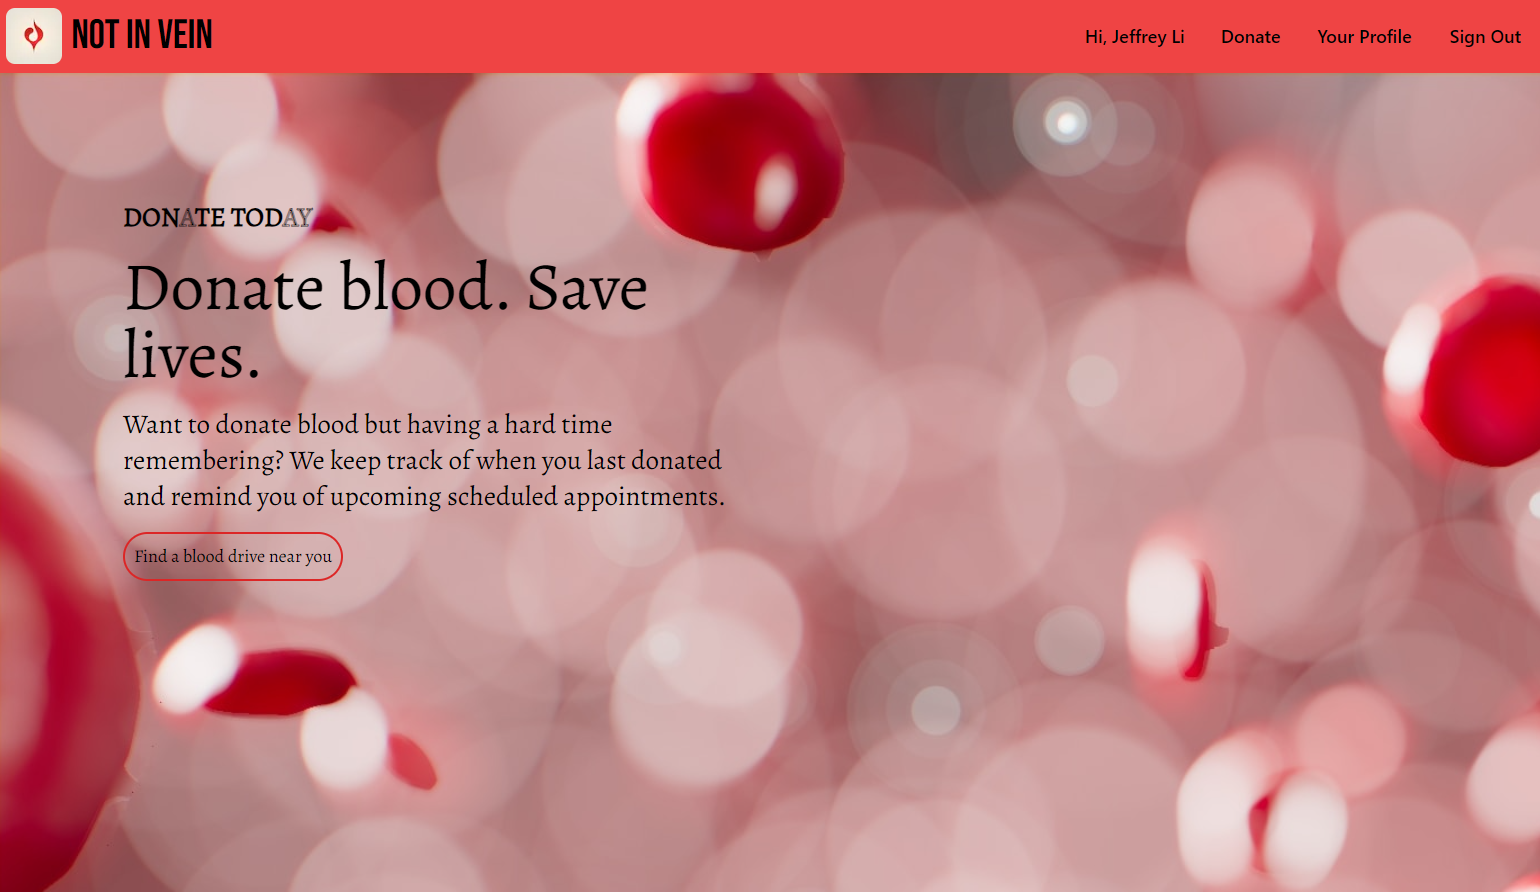 NOT IN VEIN
Hi, Jeffrey Li Donate Your Profile Sign Out
DONATE TODAY
Donate blood. Save
lives.
Want to donate blood but having a hard time
remembering? We keep track of when you last donated
and remind you of upcoming scheduled appointments.
Find a blood drive near you